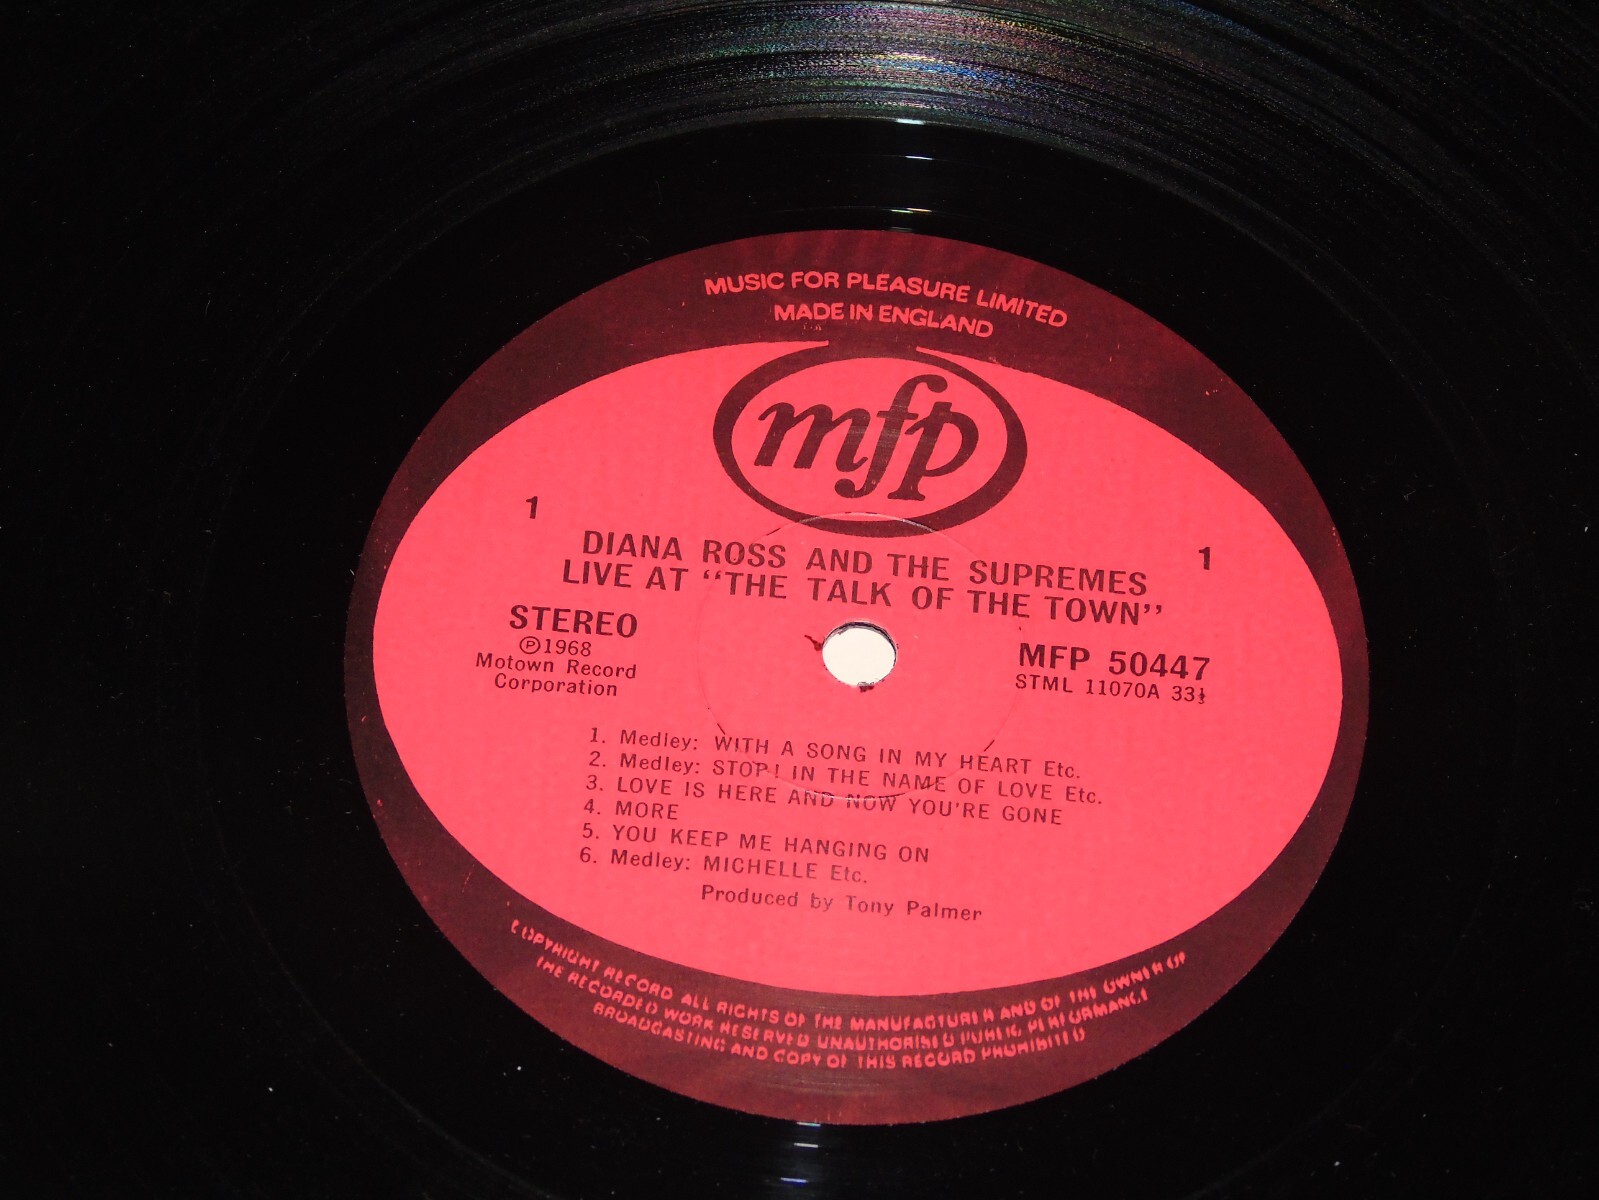 MUSIC FOR PLEASURE LIMITED
MADE IN ENGLAND
mfp
1
1
DIANA ROSS AND THE SUPREMES
LIVE AT "THE TALK OF THE TOWN"
STEREO
Ⓟ1968
Motown Record
Corporation
MFP 50447
STML 11070A 33⅓
1. Medley: WITH A SONG IN MY HEART Etc.
2. Medley: STOP! IN THE NAME OF LOVE Etc.
3. LOVE IS HERE AND NOW YOU'RE GONE
4. MORE
5. YOU KEEP ME HANGING ON
6. Medley: MICHELLE Etc.
Produced by Tony Palmer
COPYRIGHT RECORD ALL RIGHTS OF THE MANUFACTURER AND OF THE OWNER OF
THE RECORDED WORK RESERVED UNAUTHORISED PUBLIC PERFORMANCE
BROADCASTING AND COPY OF THIS RECORD PROHIBITED